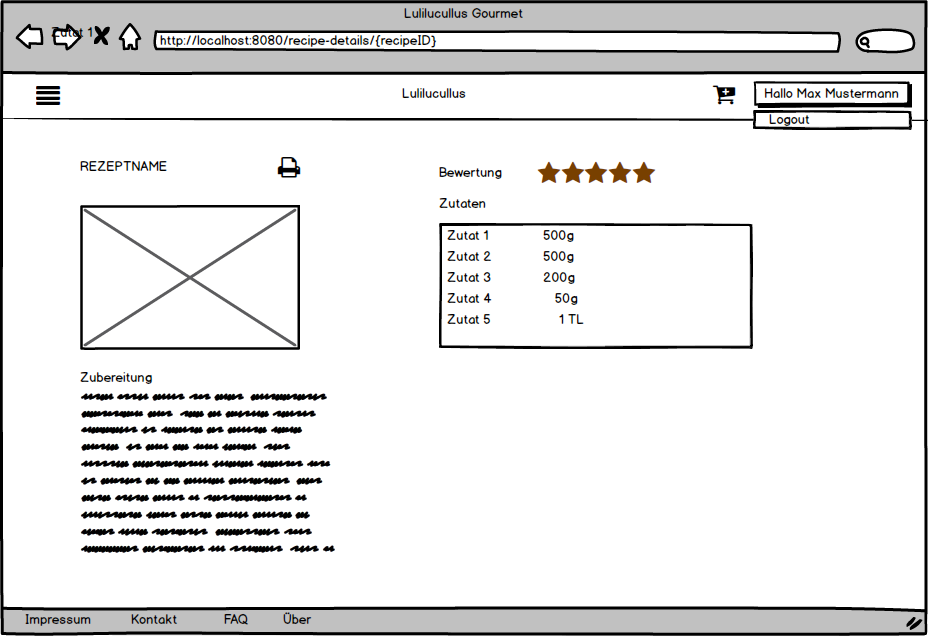 Lulilucullus Gourmet
Zutat 1
http://localhost:8080/recipe-details/{recipeID}
Lulilucullus
Hallo Max Mustermann
Logout
REZEPTNAME
Bewertung
Zutaten
Zutat 1 500g
Zutat 2 500g
Zutat 3 200g
Zutat 4 50g
Zutat 5 1 TL
Zubereitung
Impressum Kontakt FAQ Über